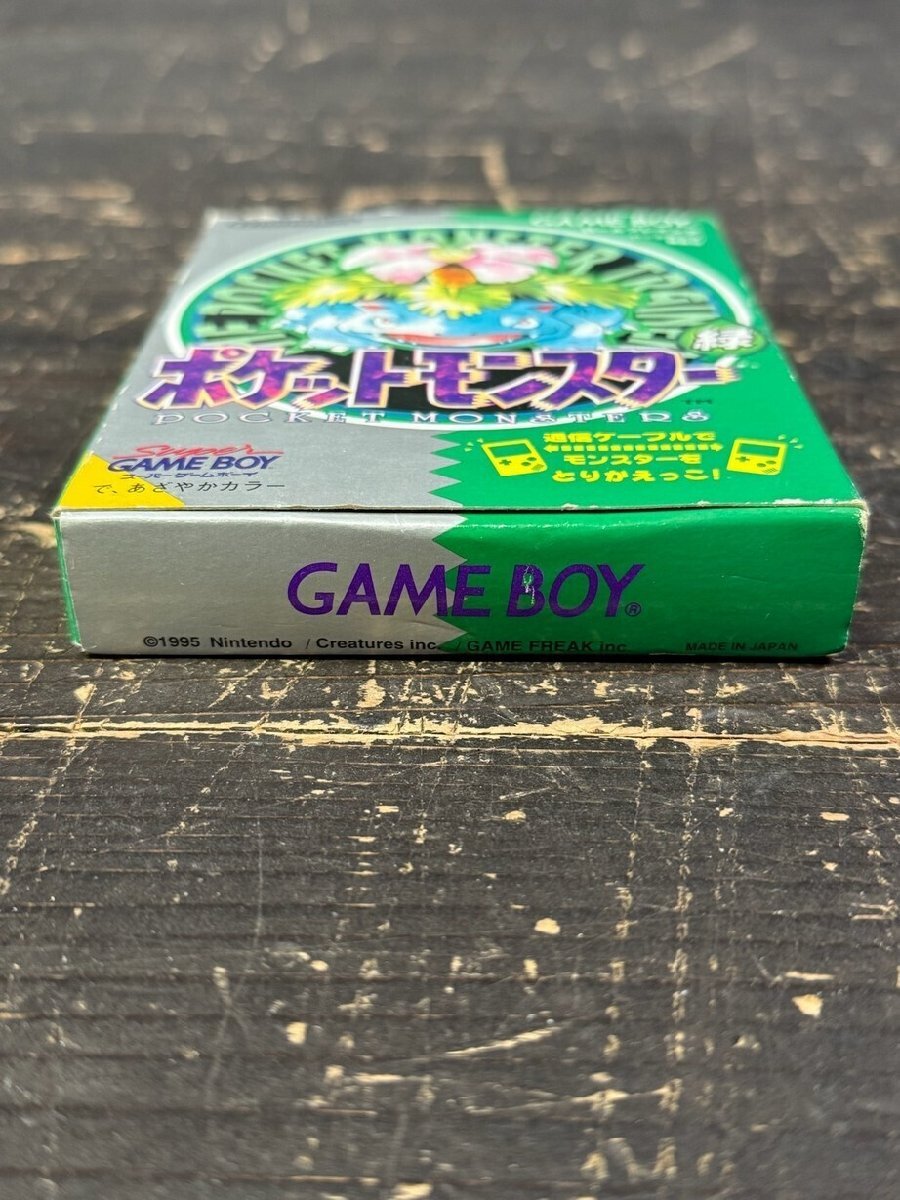 GAME BOY
緑
ポケットモンスター
POCKET MONSTERS
TM
Super
GAME BOY
スーパーゲームボーイ
で、あざやかカラー
通信ケーブルで
モンスターを
とりかえっこ!
GAME BOY®
©1995 Nintendo / Creatures inc. / GAME FREAK inc.
MADE IN JAPAN